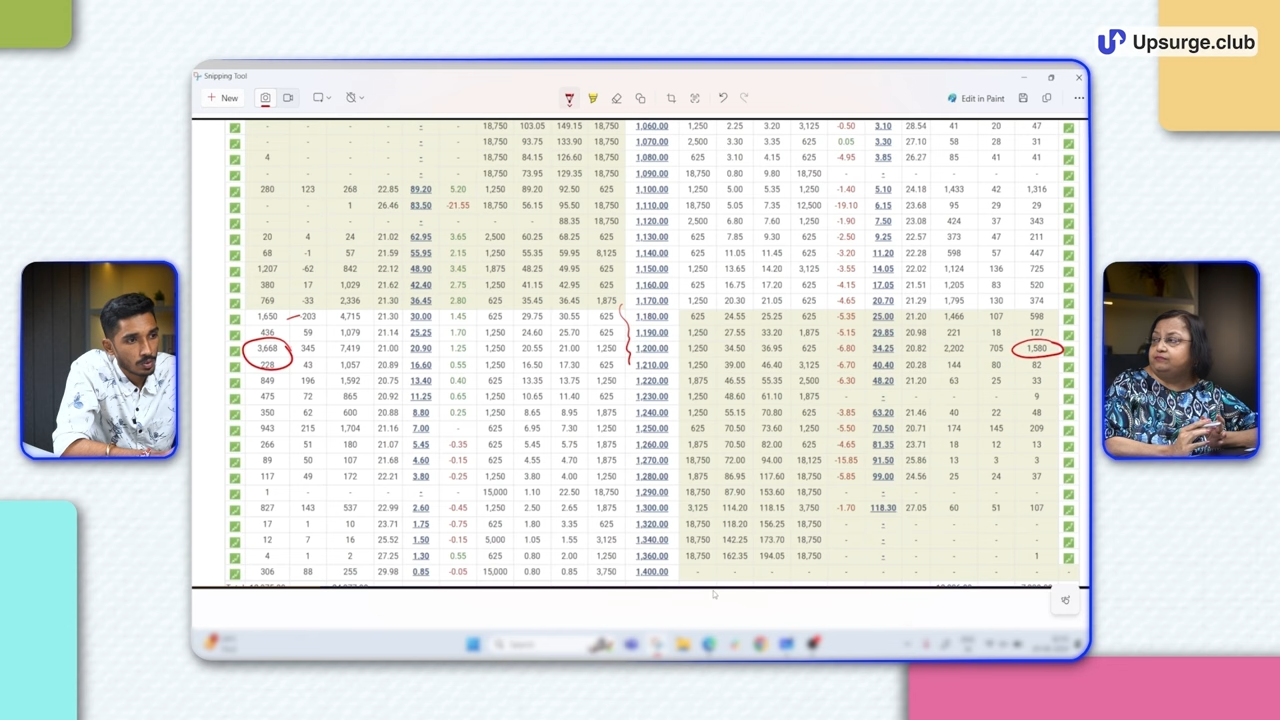 Upsurge.club
Snipping Tool
New
Edit in Paint
- - - - - 18,750 103.05 149.15 18,750 1,060.00 1,250 2.25 3.20 3,125 -0.50 3.10 28.54 41 20 47
- - - - - 18,750 93.75 133.90 18,750 1,070.00 2,500 3.30 3.35 625 0.05 3.30 27.10 58 28 31
4 - - - - 18,750 84.15 126.60 18,750 1,080.00 625 3.10 4.15 625 -4.95 3.85 26.27 85 41 41
- - - - - 18,750 73.95 129.35 18,750 1,090.00 18,750 0.80 9.80 18,750 - - - - - -
280 123 268 22.85 89.20 5.20 1,250 89.20 92.50 625 1,100.00 1,250 5.00 5.35 1,250 -1.40 5.10 24.18 1,433 42 1,316
- - 1 26.46 83.50 -21.55 18,750 56.15 95.50 18,750 1,110.00 18,750 5.05 7.35 12,500 -19.10 6.15 23.68 95 29 29
- - - - - - - - 88.35 18,750 1,120.00 2,500 6.80 7.60 1,250 -1.90 7.50 23.08 424 37 343
20 4 24 21.02 62.95 3.65 2,500 60.25 68.25 625 1,130.00 625 7.85 9.30 625 -2.50 9.25 22.57 373 47 211
68 -1 57 21.59 55.95 2.15 1,250 55.35 59.95 8,125 1,140.00 625 11.05 11.45 625 -3.20 11.20 22.28 598 57 447
1,207 -62 842 22.12 48.90 3.45 1,875 48.25 49.95 625 1,150.00 1,250 13.65 14.20 3,125 -3.55 14.05 22.02 1,124 136 725
380 17 1,029 21.62 42.40 2.75 1,250 41.15 42.95 625 1,160.00 625 16.75 17.20 625 -4.15 17.05 21.51 1,205 83 520
769 -33 2,336 21.30 36.45 2.80 625 35.45 36.45 1,875 1,170.00 1,250 20.30 21.05 625 -4.65 20.70 21.29 1,795 130 374
1,650 203 4,715 21.30 30.00 1.45 625 29.75 30.55 625 1,180.00 625 24.55 25.25 625 -5.35 25.00 21.20 1,466 107 598
436 59 1,079 21.14 25.25 1.70 1,250 24.60 25.70 625 1,190.00 1,250 27.55 33.20 1,875 -5.15 29.85 20.98 221 18 127
3,668 345 7,419 21.00 20.90 1.25 1,250 20.55 21.00 1,250 1,200.00 1,250 34.50 36.95 625 -6.80 34.25 20.82 2,202 705 1,580
228 43 1,057 20.89 16.60 0.55 1,250 16.50 17.30 625 1,210.00 1,250 39.00 46.40 3,125 -6.70 40.40 20.28 144 80 82
849 196 1,592 20.75 13.40 0.40 625 13.35 13.75 1,250 1,220.00 1,875 46.55 55.35 2,500 -6.30 48.20 21.20 63 25 33
475 72 865 20.92 11.25 0.65 1,250 10.65 11.40 625 1,230.00 1,250 48.60 61.10 1,875 - - - - - 9
350 62 600 20.88 8.80 0.25 1,250 8.65 8.95 1,875 1,240.00 1,250 55.15 70.80 625 -3.85 63.20 21.46 40 22 48
943 215 1,704 21.16 7.00 - 625 6.95 7.30 1,250 1,250.00 625 70.50 73.60 1,250 -5.50 70.50 20.71 174 145 209
266 51 180 21.07 5.45 -0.35 625 5.45 5.75 1,875 1,260.00 1,875 70.50 82.00 625 -4.65 81.35 23.71 18 12 13
89 50 107 21.68 4.60 -0.15 625 4.55 4.70 1,875 1,270.00 18,750 72.00 94.00 18,125 -15.85 91.50 25.86 13 3 3
117 49 172 22.21 3.80 -0.25 1,250 3.80 4.00 1,250 1,280.00 1,875 86.95 117.60 18,750 -5.85 99.00 24.56 25 24 37
1 - - - - - 15,000 1.10 22.50 18,750 1,290.00 18,750 87.90 153.60 18,750 - - - - - -
827 143 537 22.99 2.60 -0.45 1,250 2.50 2.65 1,875 1,300.00 3,125 114.20 118.15 3,750 -1.70 118.30 27.05 60 51 107
17 1 10 23.71 1.75 -0.75 625 1.80 3.35 625 1,320.00 18,750 118.20 156.25 18,750 - - - - - -
12 7 16 25.52 1.50 -0.15 5,000 1.05 1.55 3,125 1,340.00 18,750 142.25 173.70 18,750 - - - - - -
4 1 2 27.25 1.30 0.55 625 0.80 2.00 1,250 1,360.00 18,750 162.35 194.05 18,750 - - - - - 1
306 88 255 29.98 0.85 -0.05 15,000 0.80 0.85 3,750 1,400.00 - - - - - - - - - -